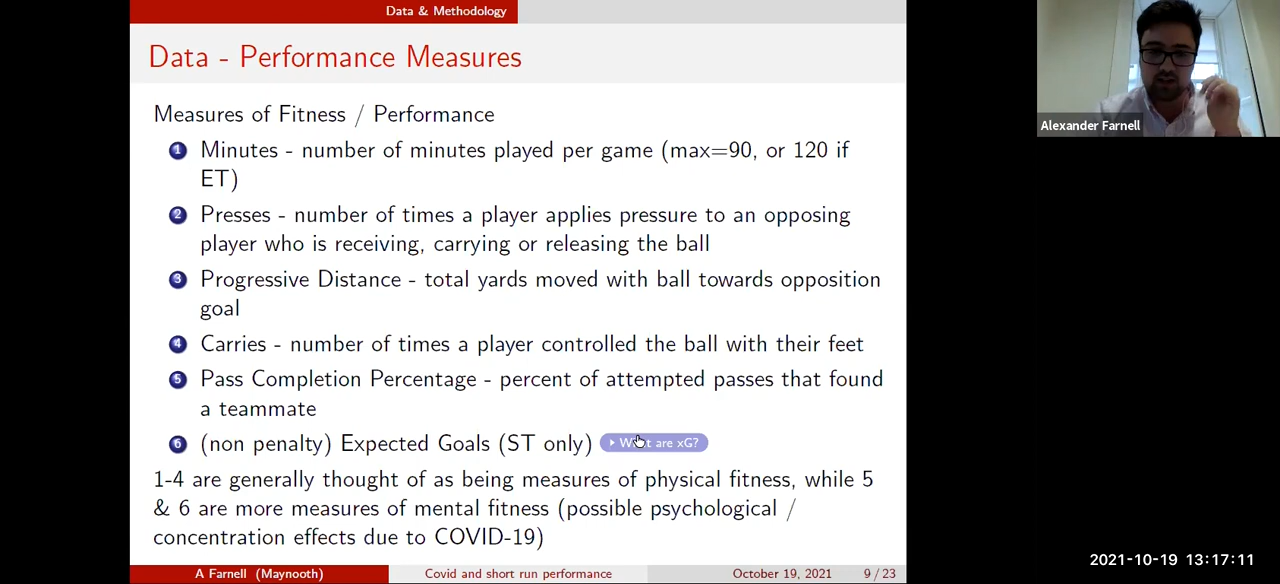 Data & Methodology
Data - Performance Measures
Alexander Farnell
Measures of Fitness / Performance
1 Minutes - number of minutes played per game (max=90, or 120 if
ET)
2 Presses - number of times a player applies pressure to an opposing
player who is receiving, carrying or releasing the ball
3 Progressive Distance - total yards moved with ball towards opposition
goal
4 Carries - number of times a player controlled the ball with their feet
5 Pass Completion Percentage - percent of attempted passes that found
a teammate
6 (non penalty) Expected Goals (ST only) What are xG?
1-4 are generally thought of as being measures of physical fitness, while 5
& 6 are more measures of mental fitness (possible psychological /
concentration effects due to COVID-19)
A Farnell (Maynooth) Covid and short run performance October 19, 2021 9 / 23
2021-10-19 13:17:11